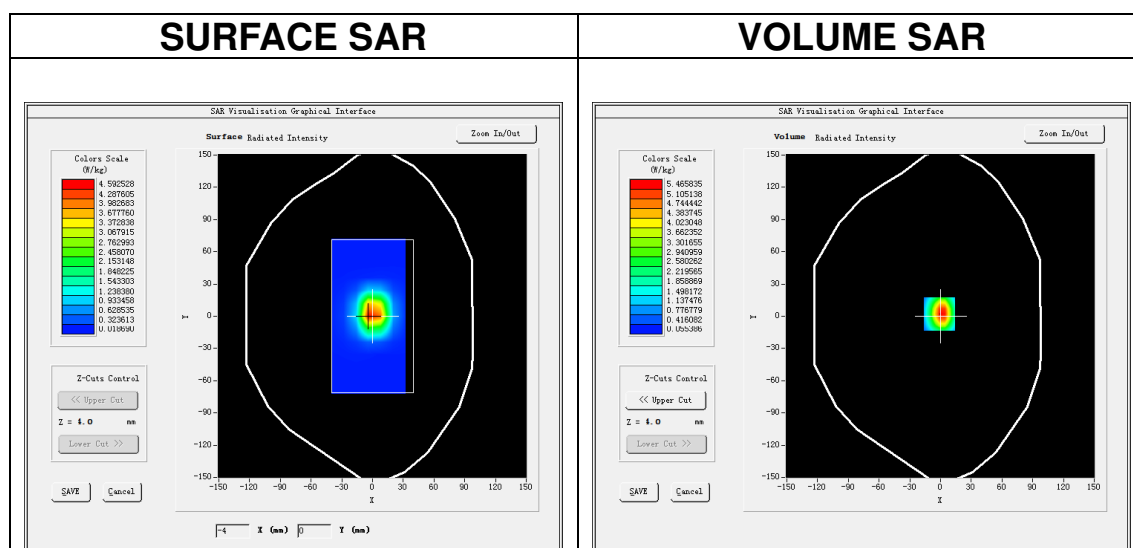 SURFACE SAR
VOLUME SAR
SAR Visualisation Graphical Interface
Surface Radiated Intensity
Zoom In/Out
Colors Scale
(W/kg)
4.592528
4.287605
3.982683
3.677760
3.372838
3.067915
2.762993
2.458070
2.153148
1.848225
1.543303
1.238380
0.933458
0.628535
0.323613
0.018690
150
120
90
60
30
0
-30
-60
-90
-120
-150
Y
-150 -120 -90 -60 -30 0 30 60 90 120 150
X
Z-Cuts Control
<< Upper Cut
Z = 4.0 mm
Lower Cut >>
SAVE Cancel
-4 X (mm) 0 Y (mm)
SAR Visualisation Graphical Interface
Volume Radiated Intensity
Zoom In/Out
Colors Scale
(W/kg)
5.465835
5.105138
4.744442
4.383745
4.023048
3.662352
3.301655
2.940959
2.580262
2.219565
1.858869
1.498172
1.137476
0.776779
0.416082
0.055386
150
120
90
60
30
0
-30
-60
-90
-120
-150
Y
-150 -120 -90 -60 -30 0 30 60 90 120 150
X
Z-Cuts Control
<< Upper Cut
Z = 4.0 mm
Lower Cut >>
SAVE Cancel